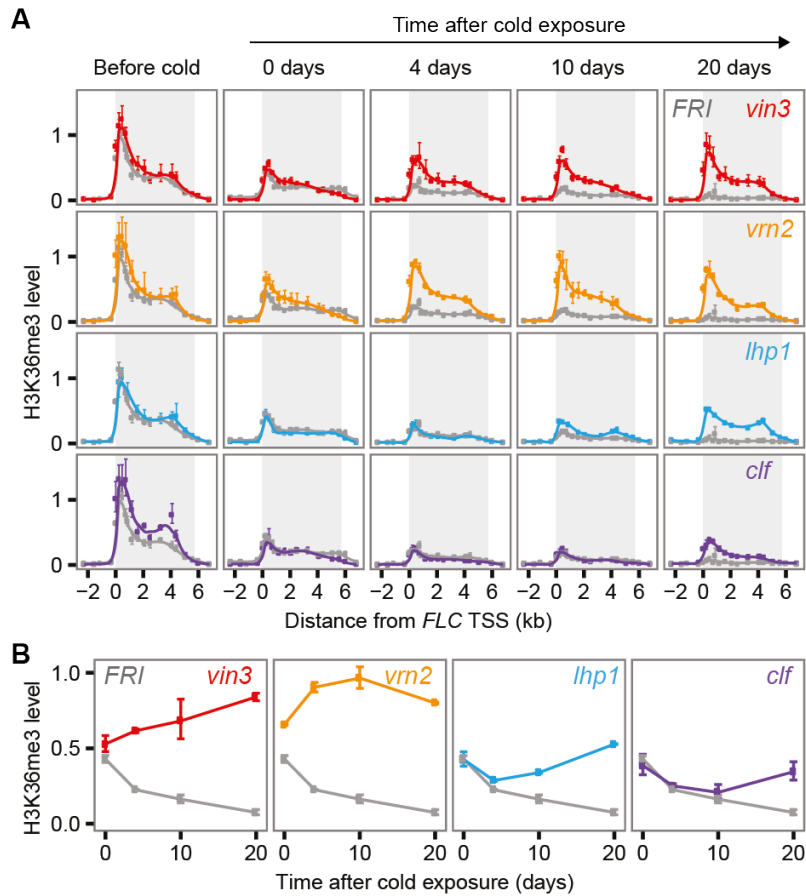 A
Time after cold exposure
Before cold 0 days 4 days 10 days 20 days
FRI vin3
1
0
vrn2
1
0
lhp1
1
0
clf
1
0
H3K36me3 level
−2 0 2 4 6 −2 0 2 4 6 −2 0 2 4 6 −2 0 2 4 6 −2 0 2 4 6
Distance from FLC TSS (kb)
B
FRI vin3 vrn2 lhp1 clf
1.0
0.5
0.0
H3K36me3 level
0 10 20 0 10 20 0 10 20 0 10 20
Time after cold exposure (days)